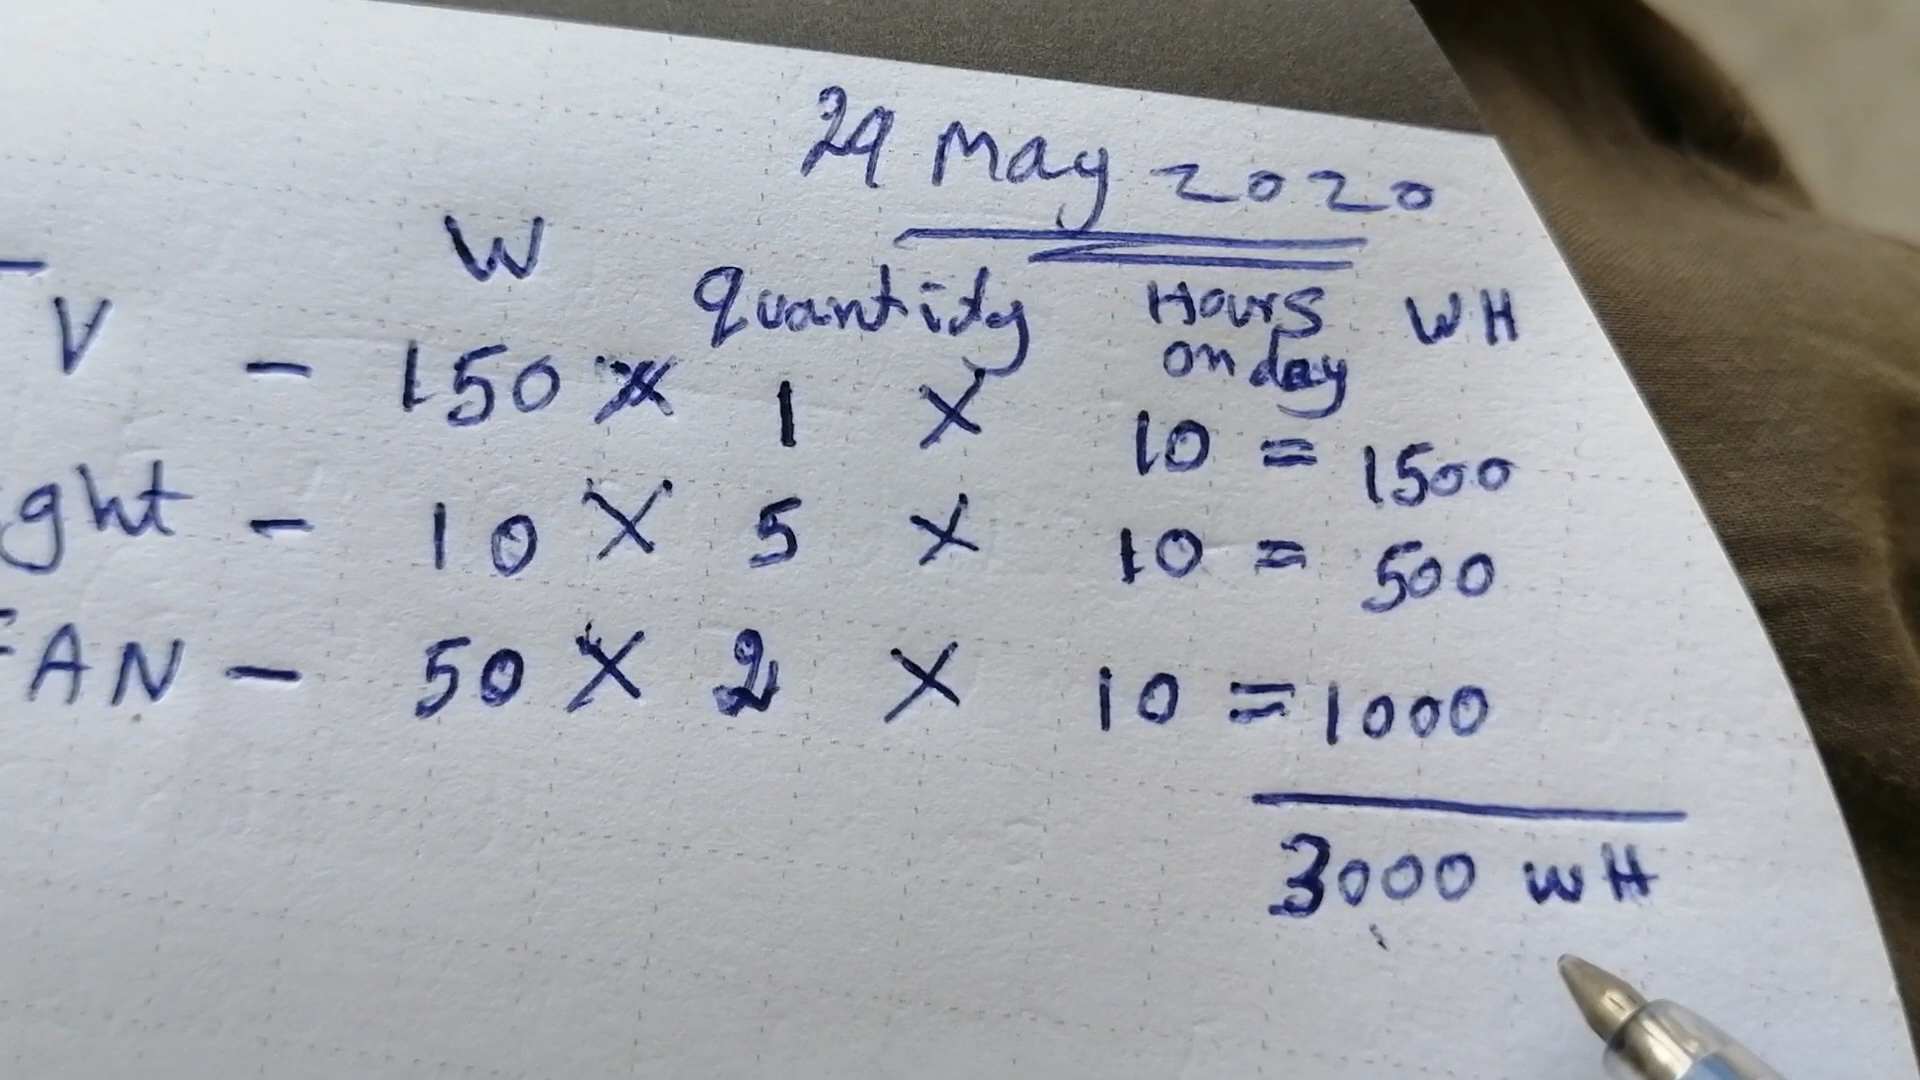 29 May 2020
W quantity Hours on day WH
V - 150 x 1 x 10 = 1500
ght - 10 x 5 x 10 = 500
FAN - 50 x 2 x 10 = 1000
3000 WH